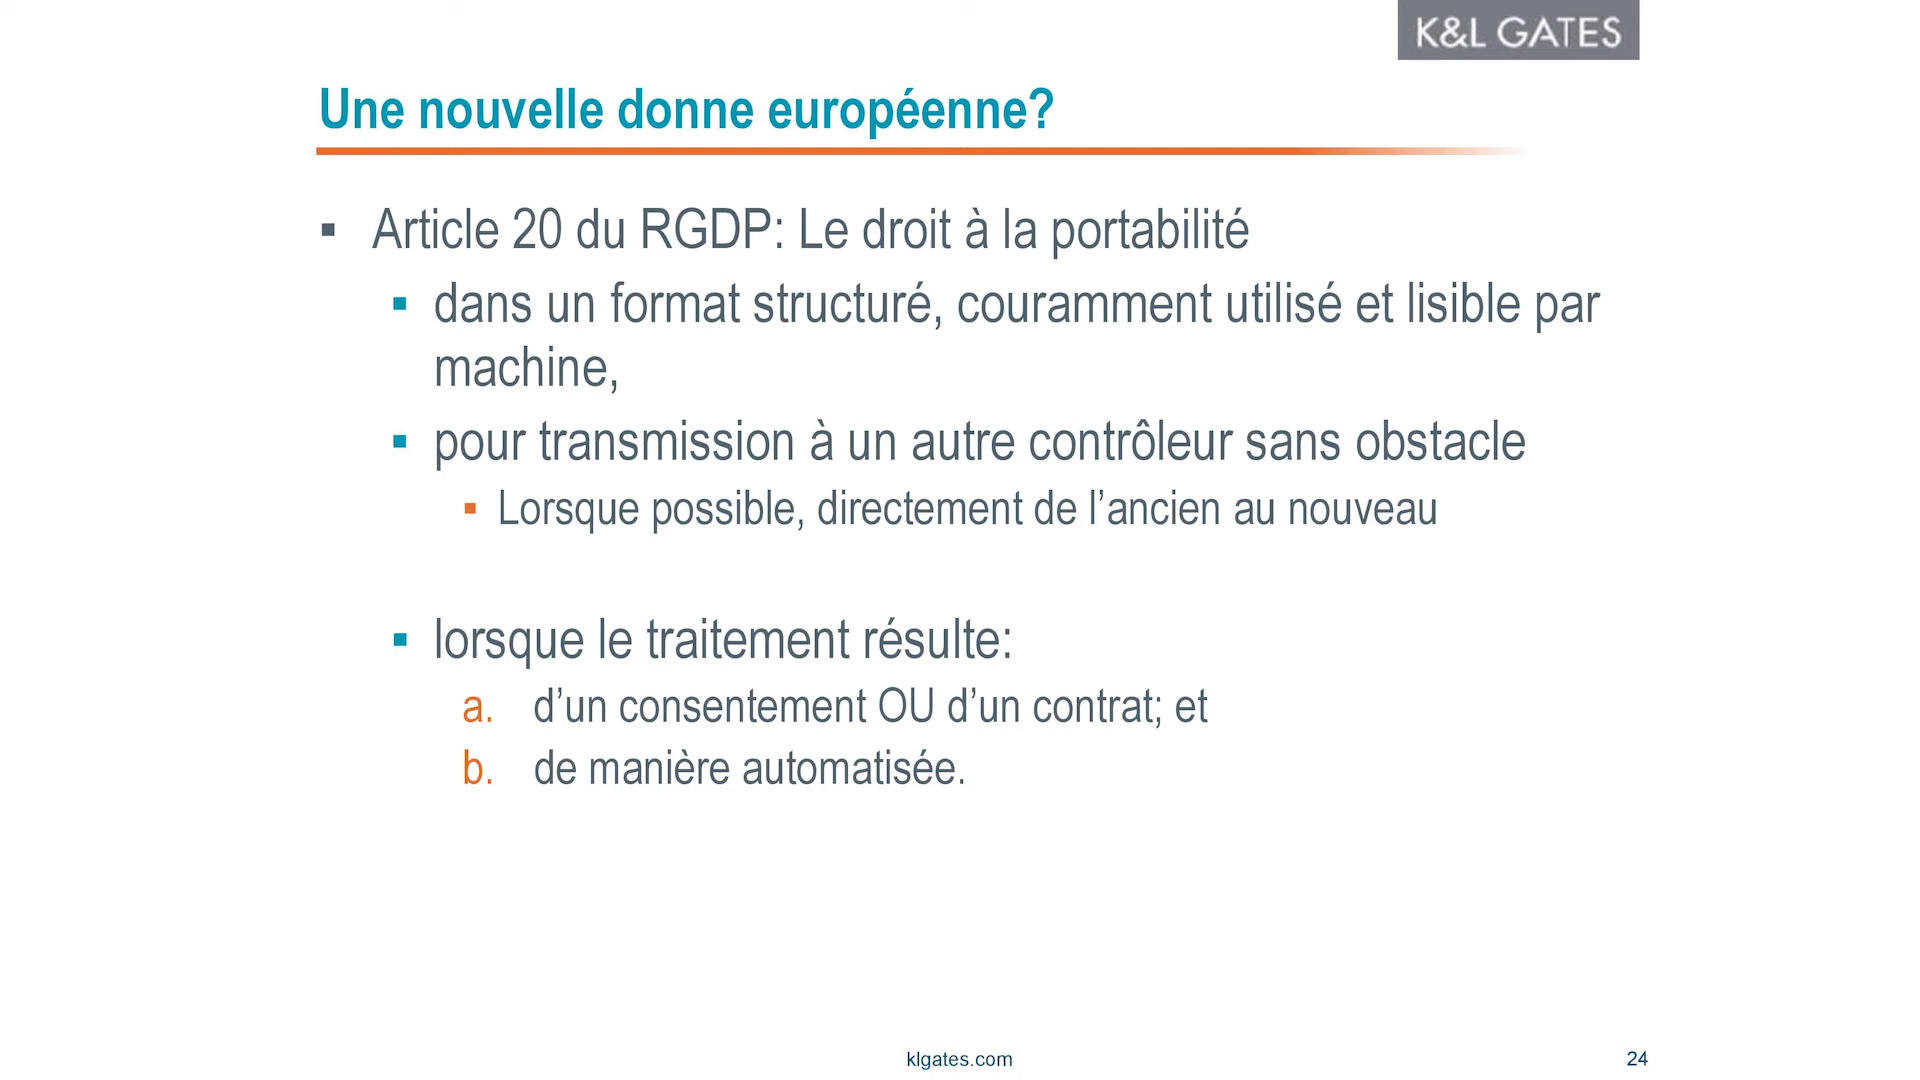 K&L GATES
Une nouvelle donne européenne?
▪ Article 20 du RGDP: Le droit à la portabilité
▪ dans un format structuré, couramment utilisé et lisible par
machine,
▪ pour transmission à un autre contrôleur sans obstacle
▪ Lorsque possible, directement de l’ancien au nouveau
▪ lorsque le traitement résulte:
a. d’un consentement OU d’un contrat; et
b. de manière automatisée.
klgates.com
24